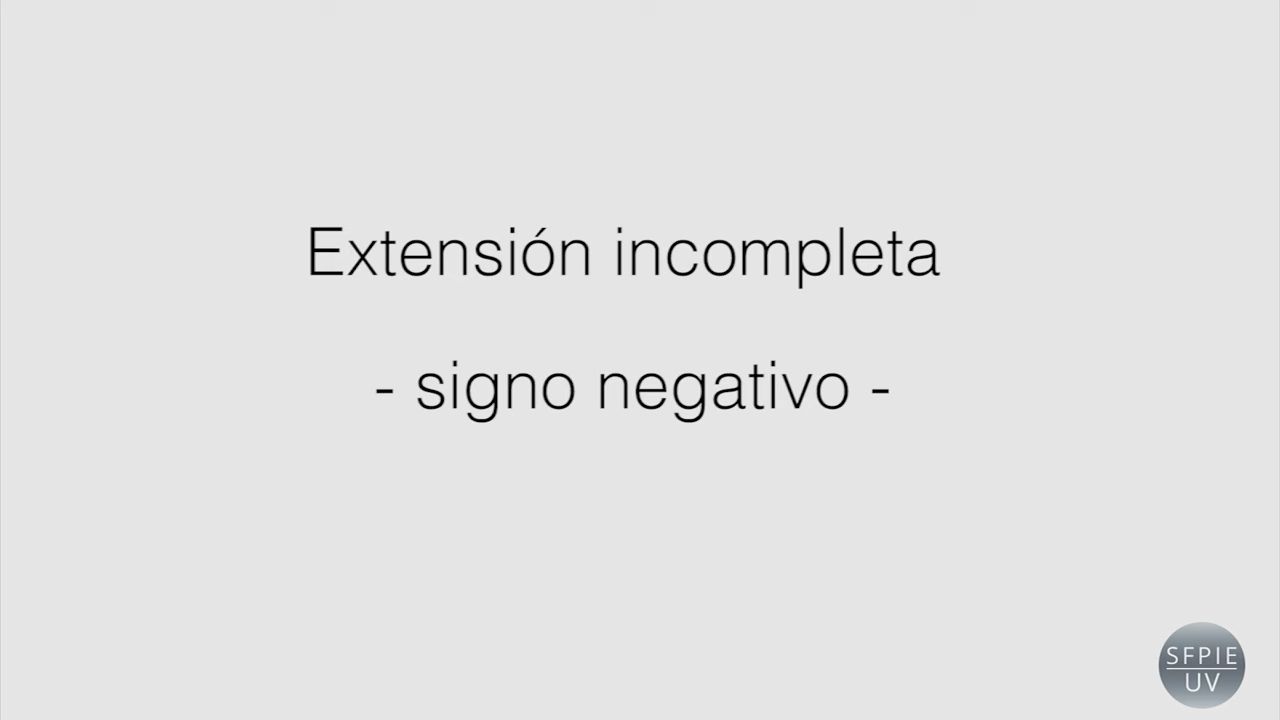 Extensión incompleta
- signo negativo -
SFPIE
UV